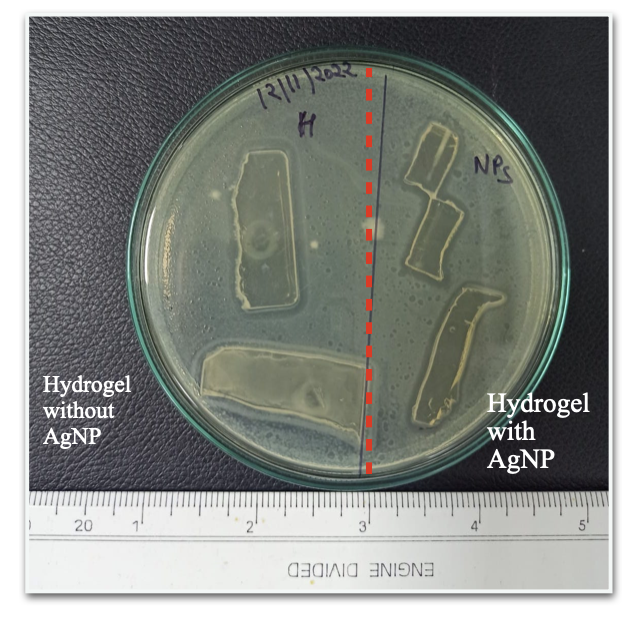 12/11/2022
H
NPs
Hydrogel
without
AgNP
Hydrogel
with
AgNP
20 1 2 3 4 5
ENGINE DIVIDED